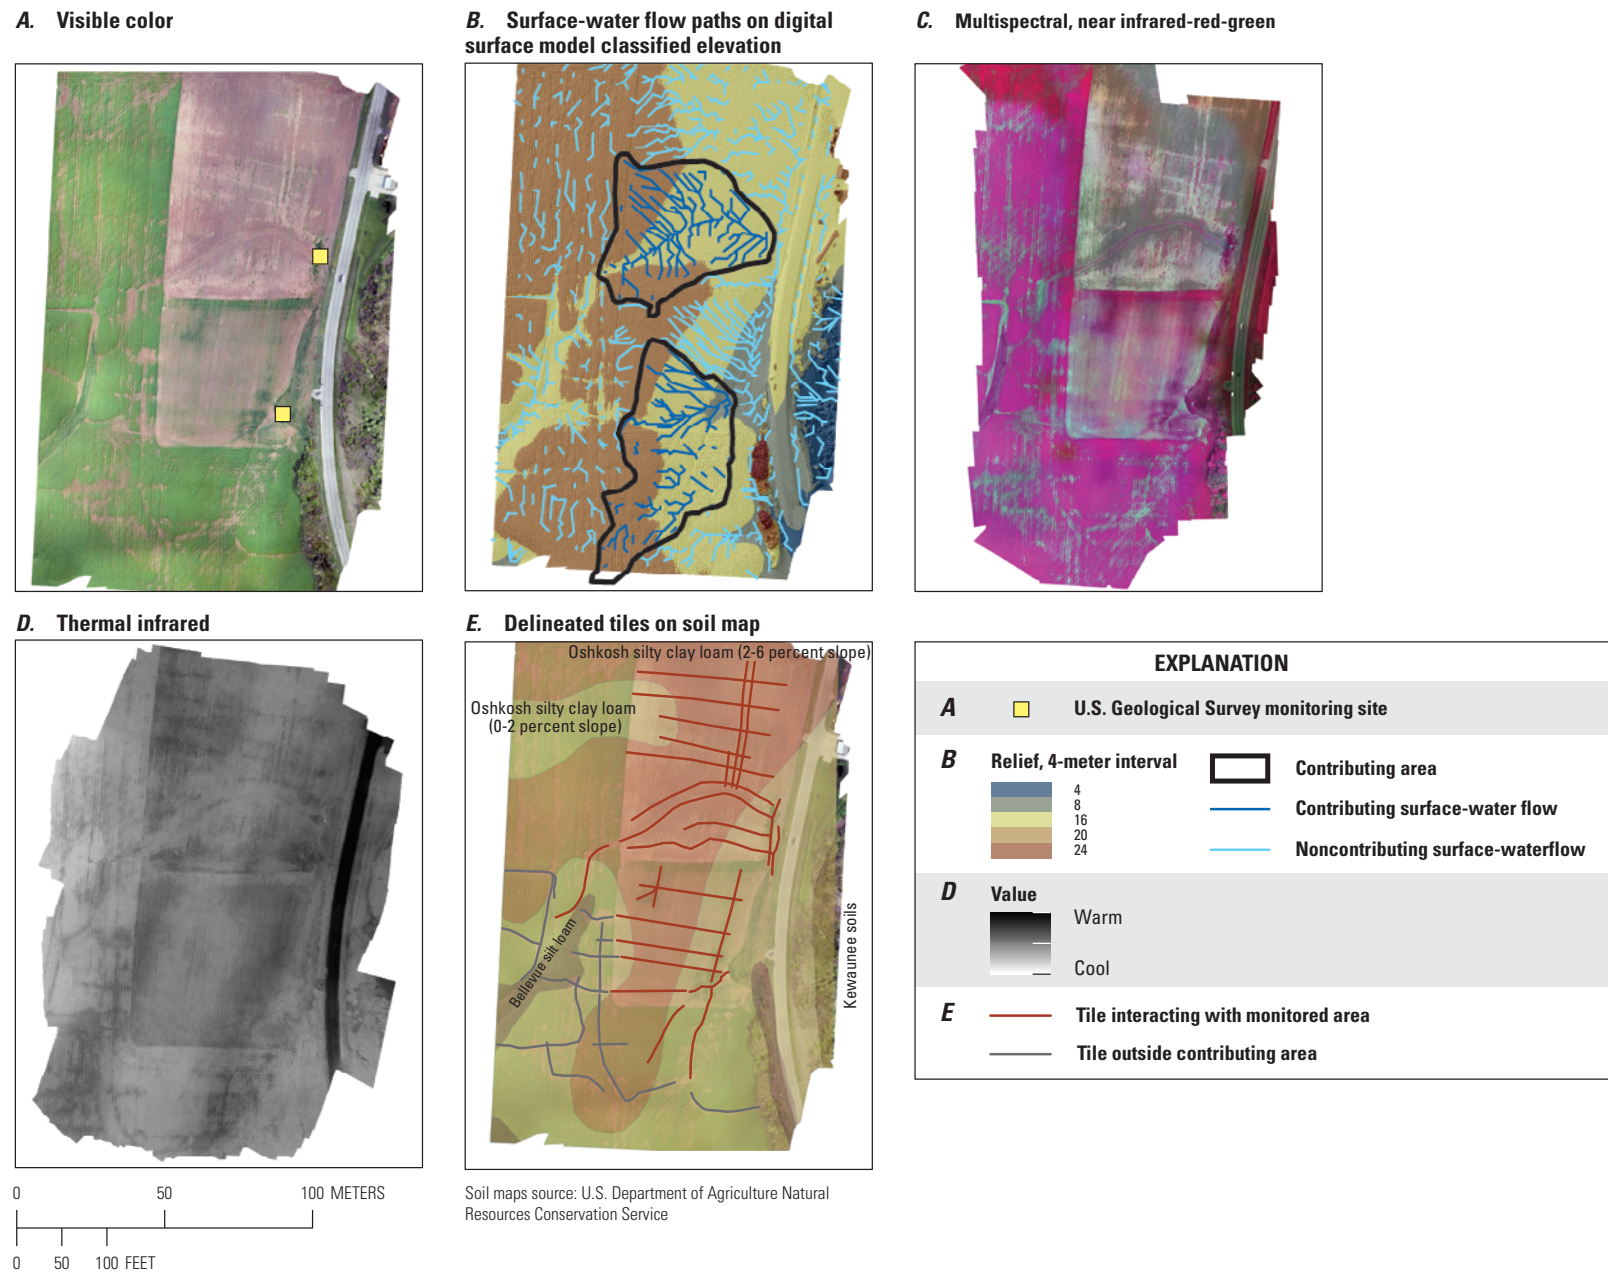 A. Visible color
B. Surface-water flow paths on digital
surface model classified elevation
C. Multispectral, near infrared-red-green
D. Thermal infrared
0 50 100 METERS
0 50 100 FEET
E. Delineated tiles on soil map
Oshkosh silty clay loam (2-6 percent slope)
Oshkosh silty clay loam
(0-2 percent slope)
Bellevue silt loam
Kewaunee soils
Soil maps source: U.S. Department of Agriculture Natural
Resources Conservation Service
EXPLANATION
A U.S. Geological Survey monitoring site
B Relief, 4-meter interval
4
8
16
20
24
Contributing area
Contributing surface-water flow
Noncontributing surface-waterflow
D Value
Warm
Cool
E Tile interacting with monitored area
Tile outside contributing area